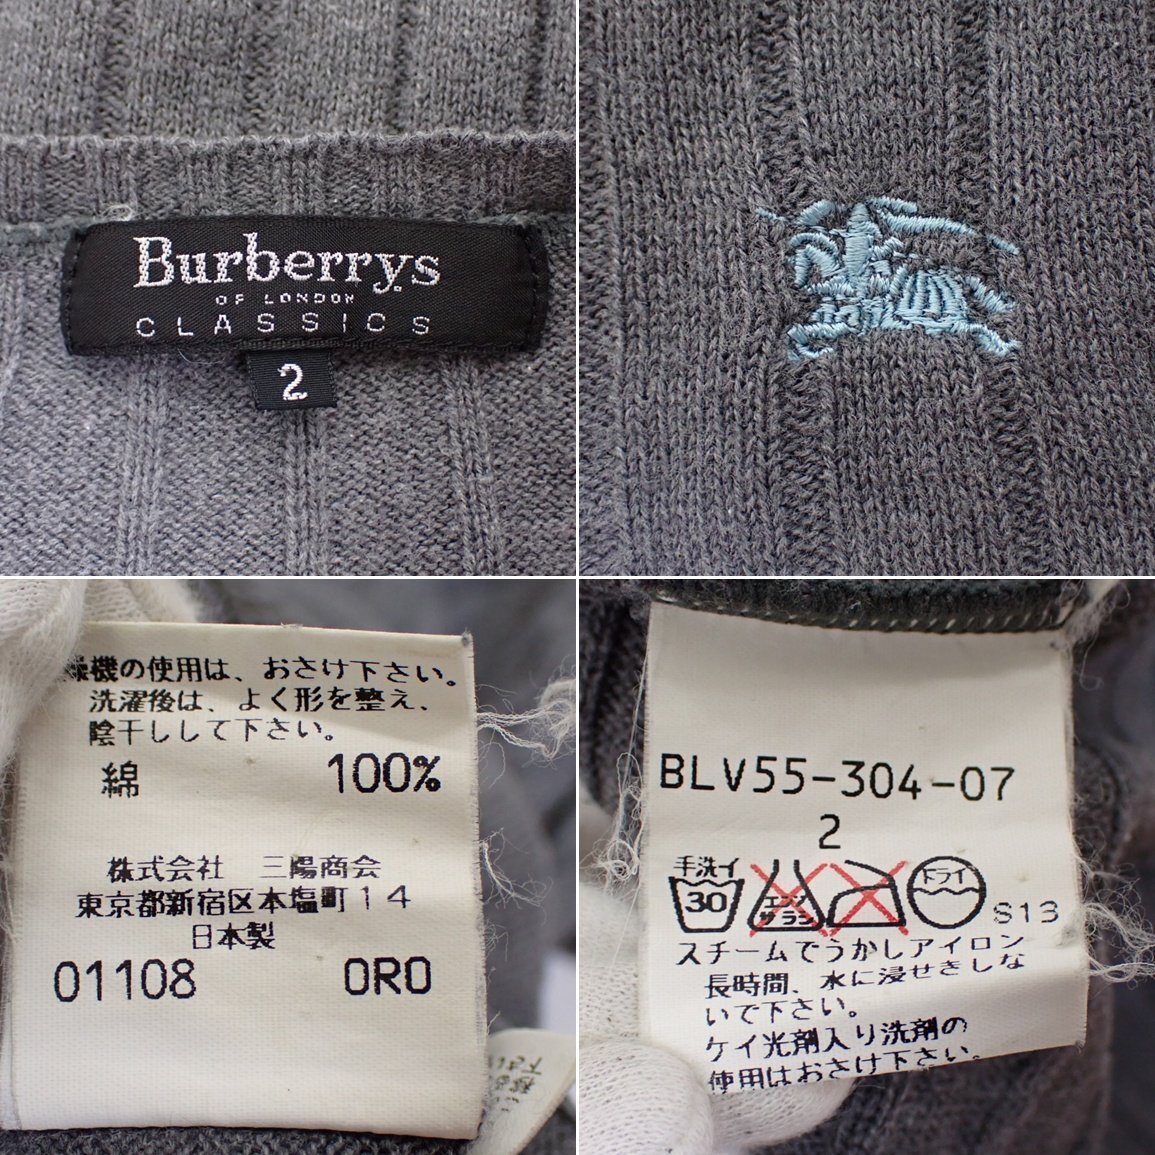 Burberrys
OF LONDON
CLASSICS
2
燥機の使用は、おさけ下さい。
洗濯後は、よく形を整え、
陰干しして下さい。
綿 100%
株式会社 三陽商会
東京都新宿区本塩町14
日本製
01108 0R0
下さい
BLV55-304-07
2
手洗イ
30
エンソ
サラシ
ドライ
S13
スチームでうかしアイロン
長時間、水に浸せきしな
いで下さい。
ケイ光剤入り洗剤の
使用はおさけ下さい。